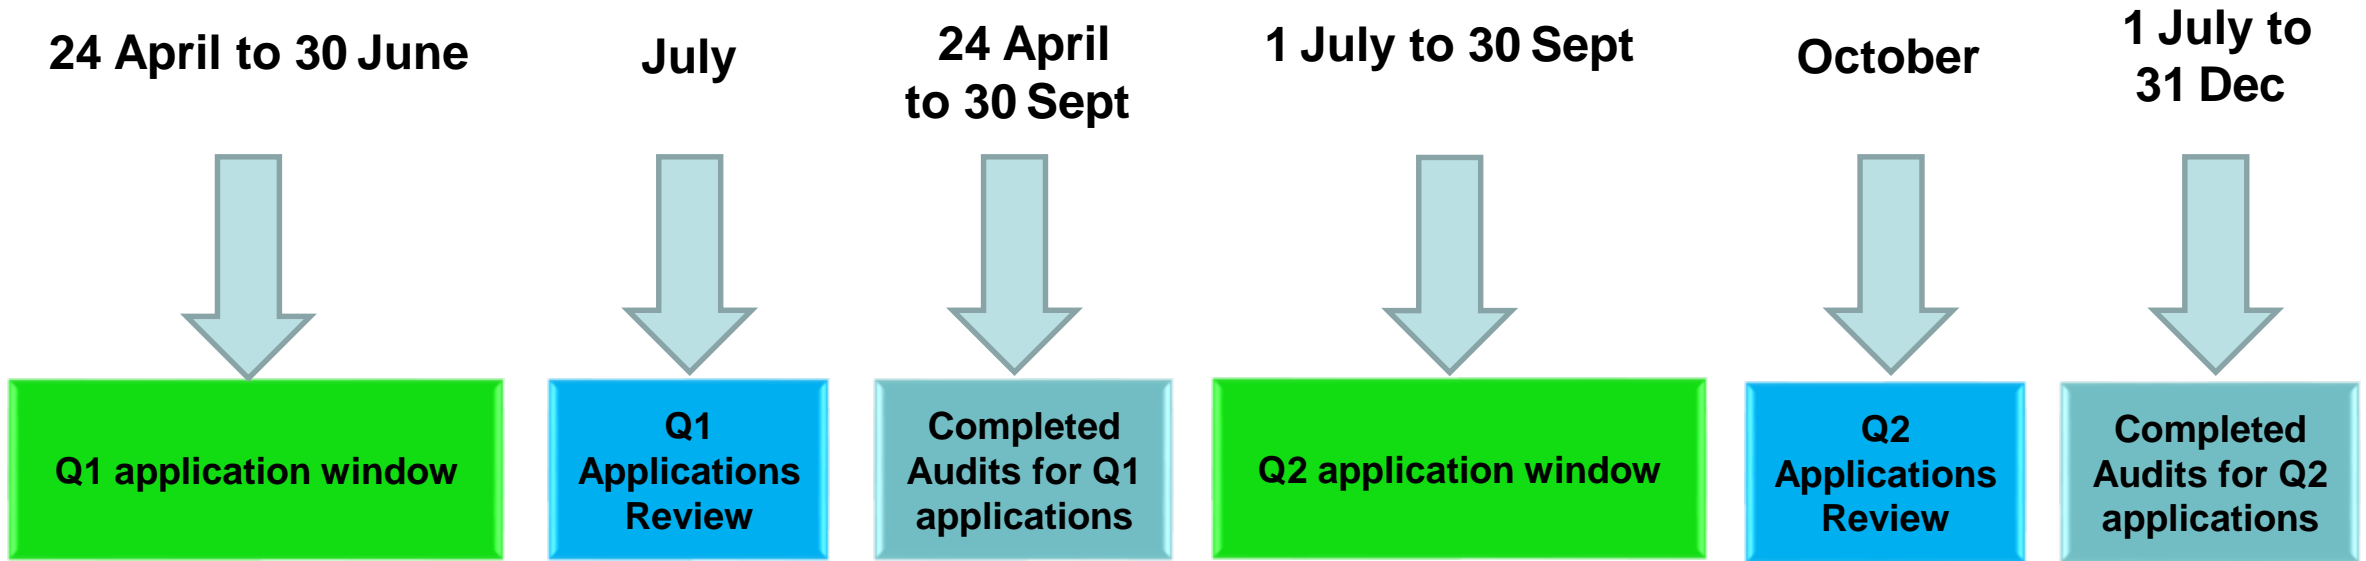 24 April to 30 June
July
24 April
to 30 Sept
1 July to 30 Sept
October
1 July to
31 Dec
Q1 application window
Q1
Applications
Review
Completed
Audits for Q1
applications
Q2 application window
Q2
Applications
Review
Completed
Audits for Q2
applications